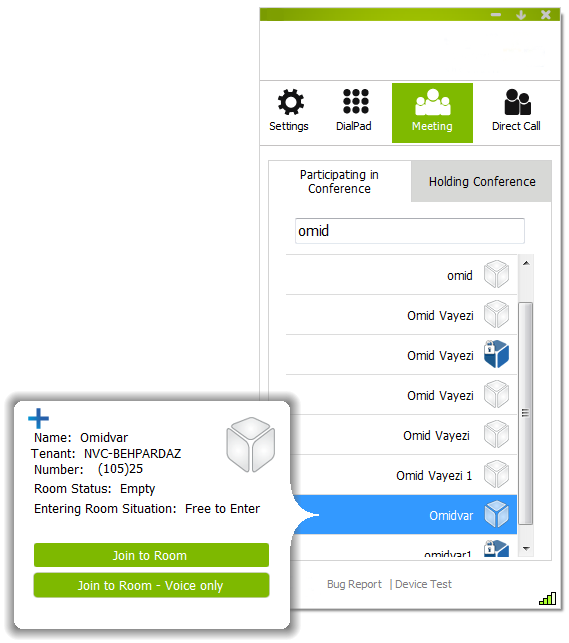 Settings
DialPad
Meeting
Direct Call
Participating in
Conference
Holding Conference
omid
omid
Omid Vayezi
Omid Vayezi
Omid Vayezi
Omid Vayezi
Omid Vayezi 1
Omidvar
omidvar1
Name: Omidvar
Tenant: NVC-BEHPARDAZ
Number: (105)25
Room Status: Empty
Entering Room Situation: Free to Enter
Join to Room
Join to Room - Voice only
Bug Report | Device Test